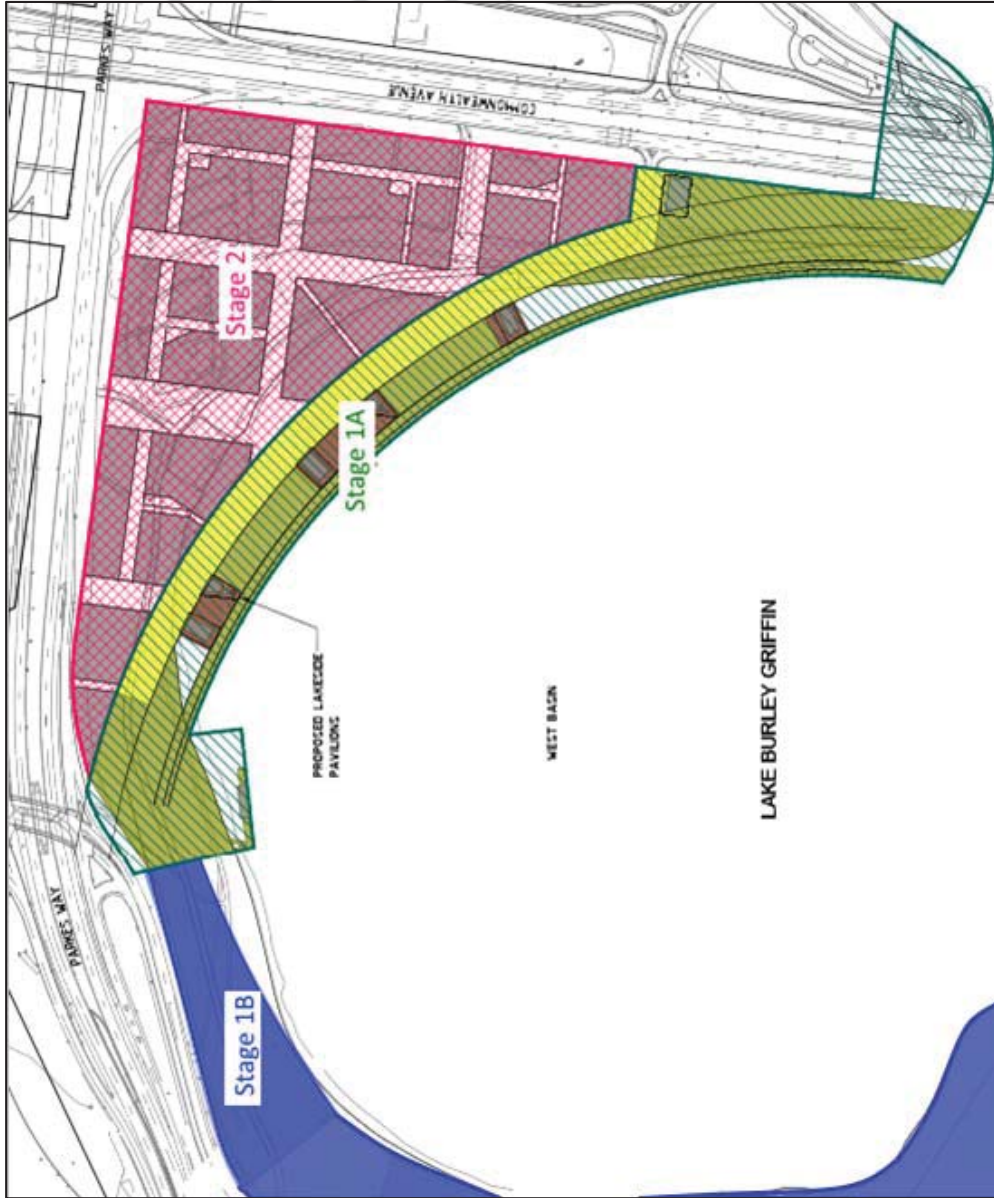 PARKES WAY
COMMONWEALTH AVENUE
Stage 2
Stage 1A
PROPOSED LAKESIDE
PAVILIONS
WEST BASIN
LAKE BURLEY GRIFFIN
PARKES WAY
Stage 1B